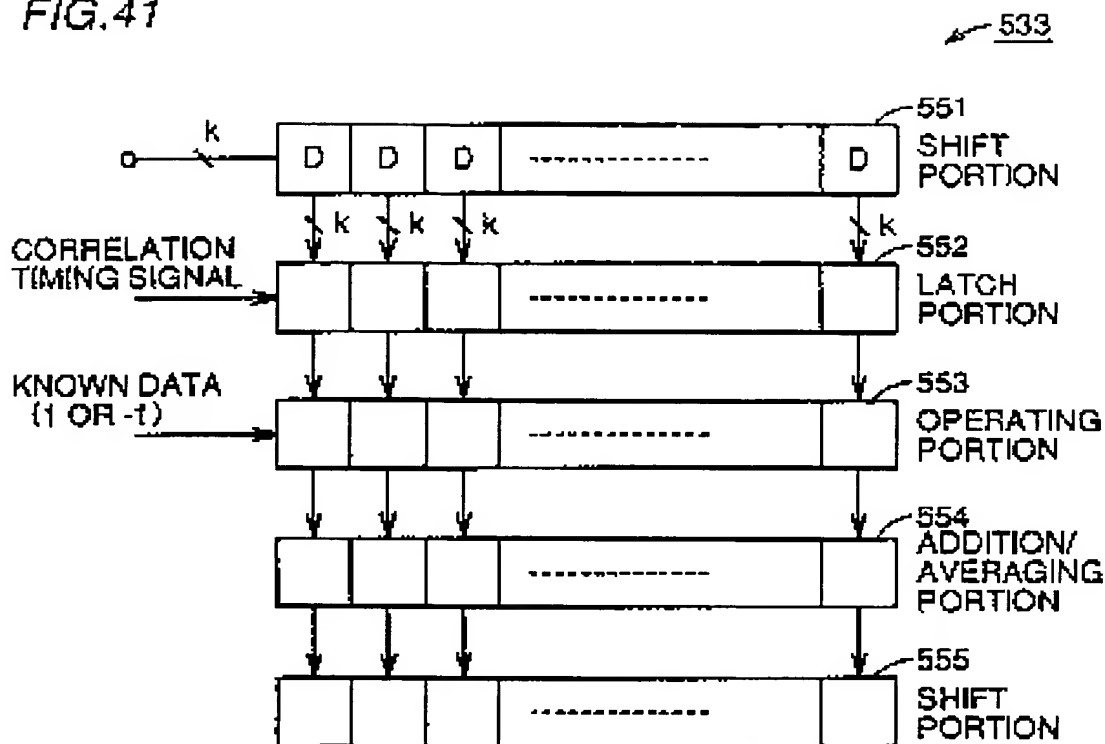 FIG.41
533
551
k
D D D D
SHIFT
PORTION
k k k k
CORRELATION
TIMING SIGNAL
552
LATCH
PORTION
KNOWN DATA
(1 OR -1)
553
OPERATING
PORTION
554
ADDITION/
AVERAGING
PORTION
555
SHIFT
PORTION